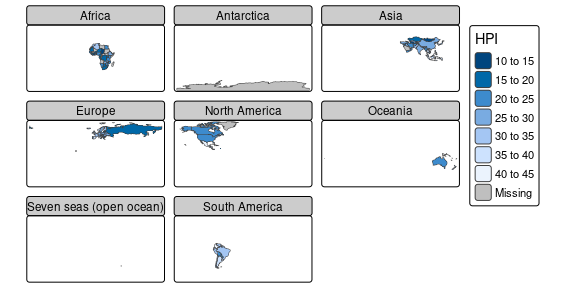 Africa
Antarctica
Asia
HPI
10 to 15
15 to 20
20 to 25
25 to 30
30 to 35
35 to 40
40 to 45
Missing
Europe
North America
Oceania
Seven seas (open ocean)
South America